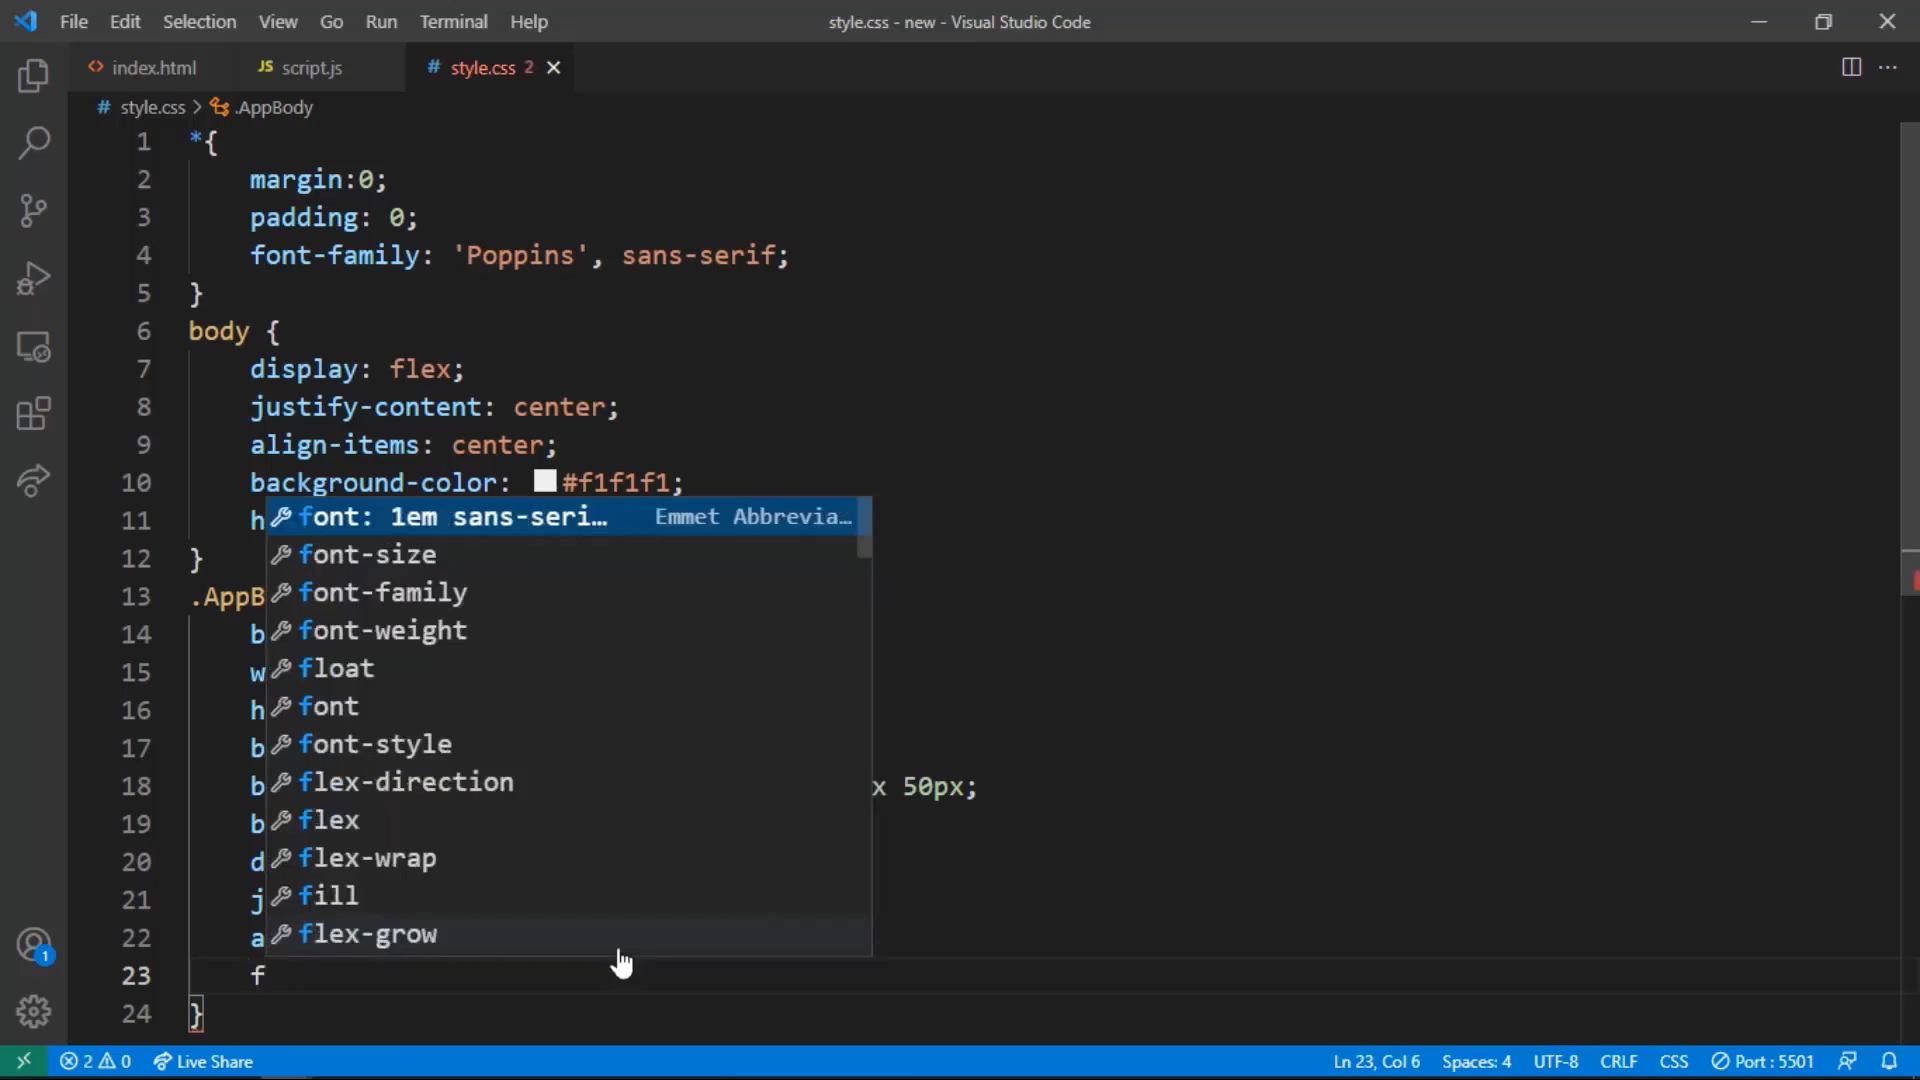 File Edit Selection View Go Run Terminal Help style.css - new - Visual Studio Code
<> index.html JS script.js # style.css 2
# style.css > .AppBody
1 *{
2 margin:0;
3 padding: 0;
4 font-family: 'Poppins', sans-serif;
5 }
6 body {
7 display: flex;
8 justify-content: center;
9 align-items: center;
10 background-color: #f1f1f1;
11 h font: 1em sans-seri… Emmet Abbrevia…
font-size
12 }
13 .AppB font-family
14 b font-weight
15 w float
16 h font
17 b font-style
18 b flex-direction x 50px;
19 b flex
20 d flex-wrap
21 j fill
22 a flex-grow
23 f
24 }
2 0 Live Share Ln 23, Col 6 Spaces: 4 UTF-8 CRLF CSS Port : 5501
1